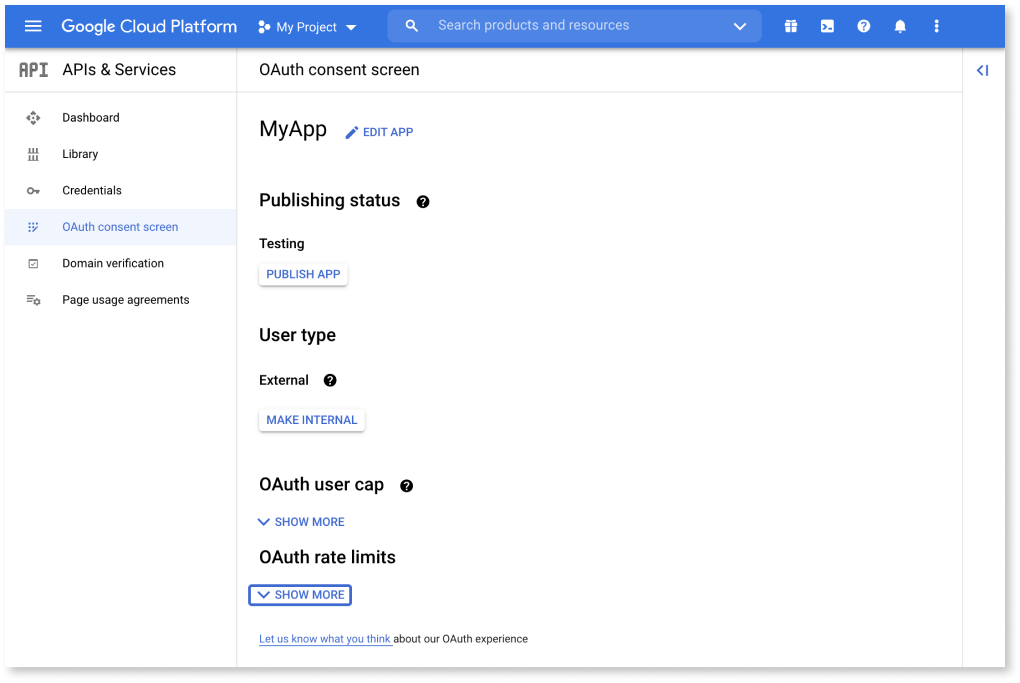 Google Cloud Platform My Project Search products and resources
API APIs & Services
OAuth consent screen
Dashboard
Library
Credentials
OAuth consent screen
Domain verification
Page usage agreements
MyApp EDIT APP
Publishing status
Testing
PUBLISH APP
User type
External
MAKE INTERNAL
OAuth user cap
SHOW MORE
OAuth rate limits
SHOW MORE
Let us know what you think about our OAuth experience